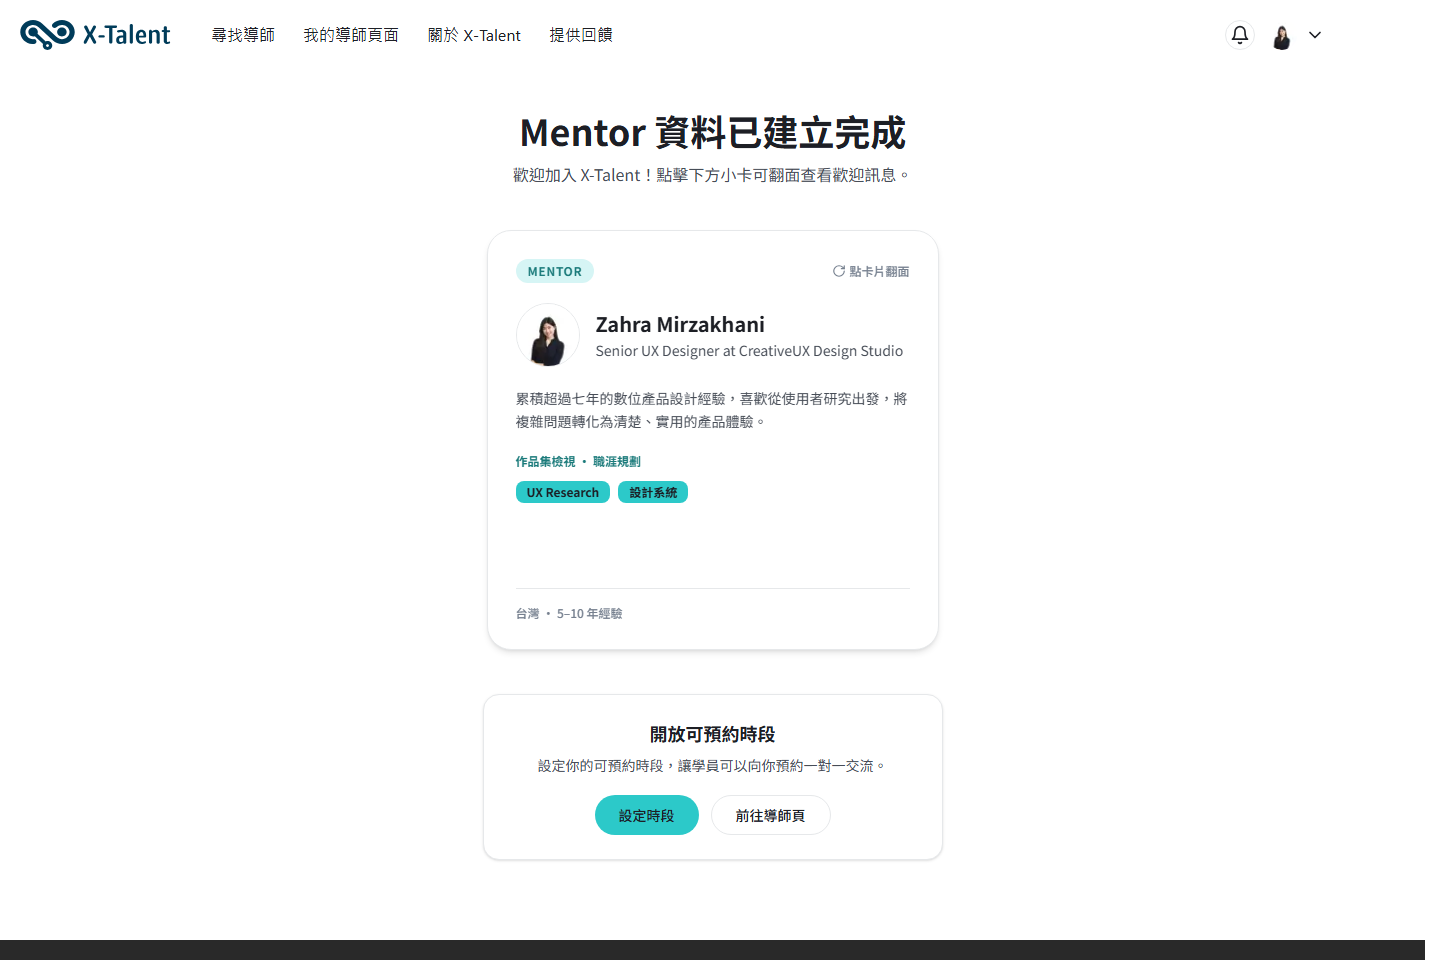 X-Talent
尋找導師
我的導師頁面
關於 X-Talent
提供回饋
Mentor 資料已建立完成
歡迎加入 X-Talent！點擊下方小卡可翻面查看歡迎訊息。
MENTOR
點卡片翻面
Zahra Mirzakhani
Senior UX Designer at CreativeUX Design Studio
累積超過七年的數位產品設計經驗，喜歡從使用者研究出發，將
複雜問題轉化為清楚、實用的產品體驗。
作品集檢視 · 職涯規劃
UX Research
設計系統
台灣 · 5–10 年經驗
開放可預約時段
設定你的可預約時段，讓學員可以向你預約一對一交流。
設定時段
前往導師頁